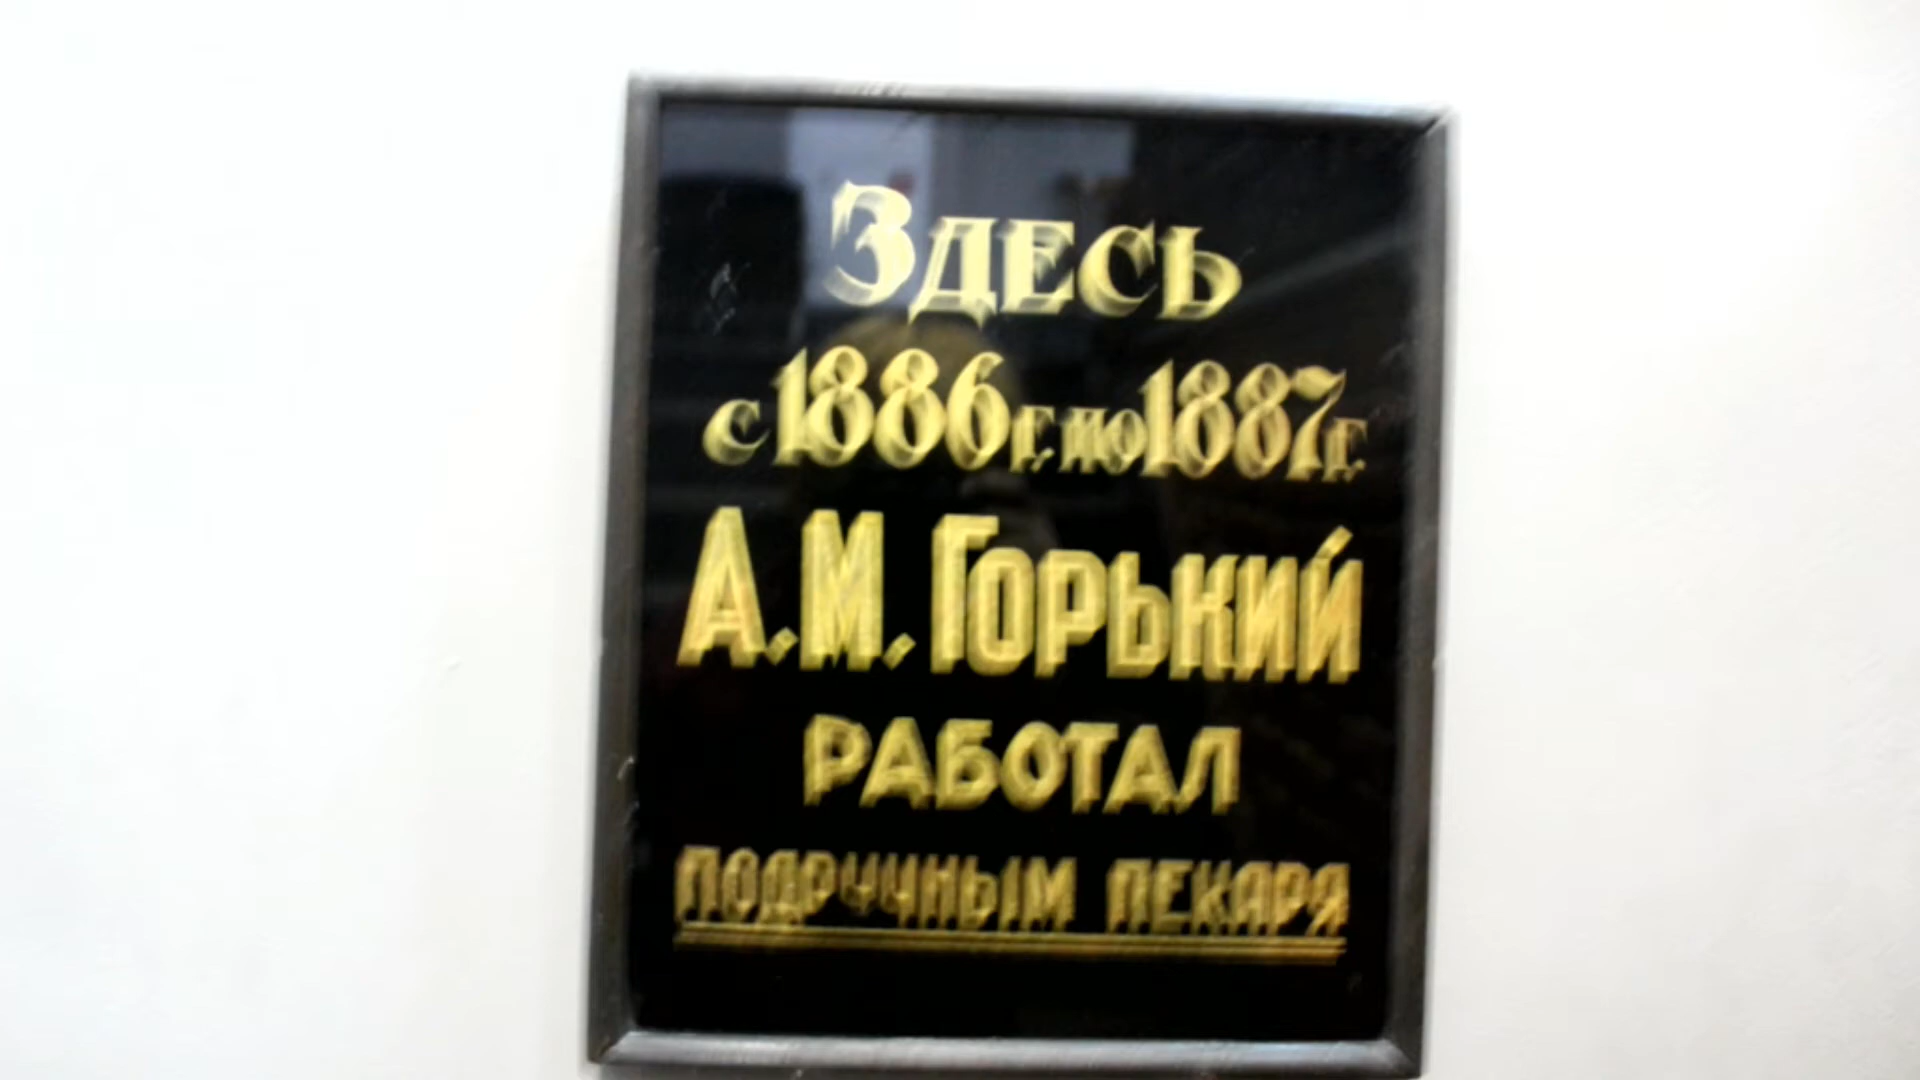 Здесь
с 1886 г. по 1887 г.
А.М. Горький
работал
подручным пекаря